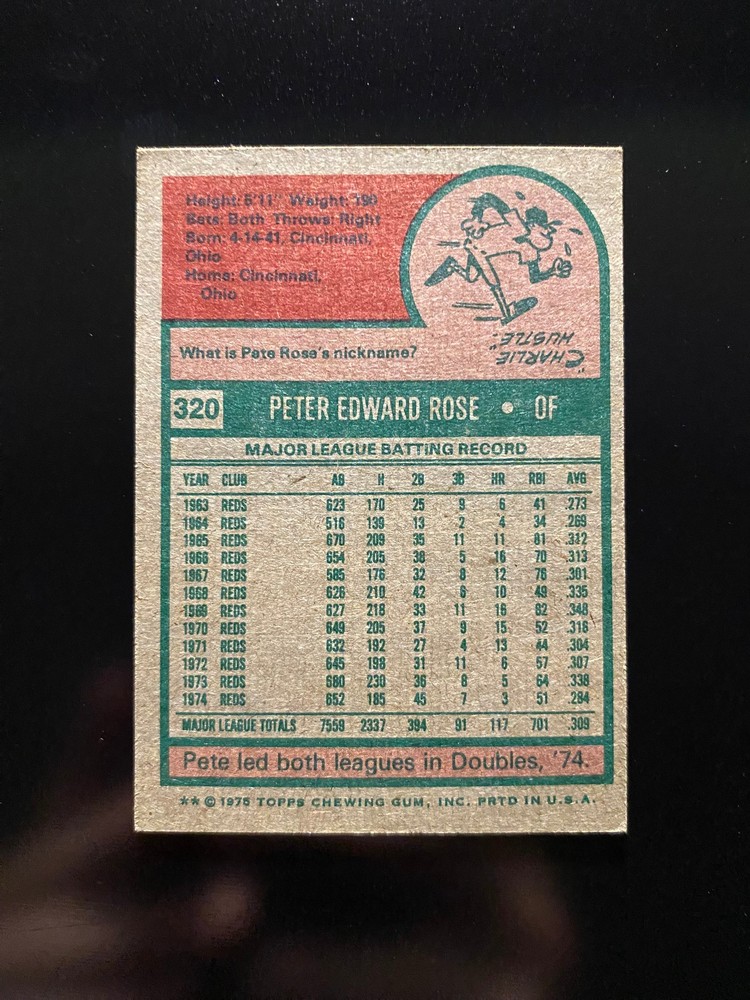 Height: 5'11" Weight: 190
Bats: Both Throws: Right
Born: 4-14-41, Cincinnati,
Ohio
Home: Cincinnati,
Ohio
What is Pete Rose's nickname?
"CHARLIE
HUSTLE".
320 PETER EDWARD ROSE • OF
MAJOR LEAGUE BATTING RECORD
YEAR CLUB AB H 2B 3B HR RBI AVG
1963 REDS 623 170 25 9 6 41 .273
1964 REDS 516 139 13 2 4 34 .269
1965 REDS 670 209 35 11 11 81 .312
1966 REDS 654 205 38 5 16 70 .313
1967 REDS 585 176 32 8 12 76 .301
1968 REDS 626 210 42 6 10 49 .335
1969 REDS 627 218 33 11 16 82 .348
1970 REDS 649 205 37 9 15 52 .316
1971 REDS 632 192 27 4 13 44 .304
1972 REDS 645 198 31 11 6 57 .307
1973 REDS 680 230 36 8 5 64 .338
1974 REDS 652 185 45 7 3 51 .284
MAJOR LEAGUE TOTALS 7559 2337 394 91 117 701 .309
Pete led both leagues in Doubles, '74.
** © 1975 TOPPS CHEWING GUM, INC. PRTD IN U.S.A.